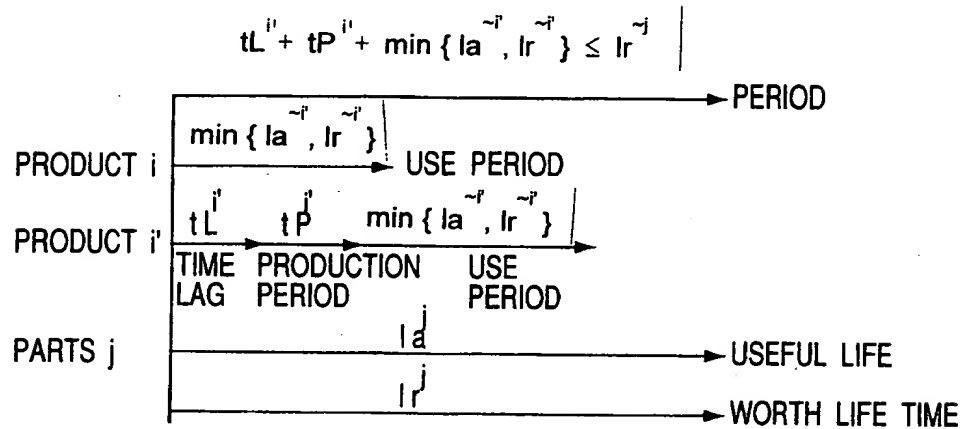 tL^i' + tP^i' + min { la^~i', lr^~i' } ≤ lr^~j
PERIOD
min { la^~i', lr^~i' }
PRODUCT i USE PERIOD
tL^i' tP^i' min { la^~i', lr^~i' }
PRODUCT i'
TIME LAG PRODUCTION PERIOD USE PERIOD
la^j
PARTS j USEFUL LIFE
lr^j
WORTH LIFE TIME